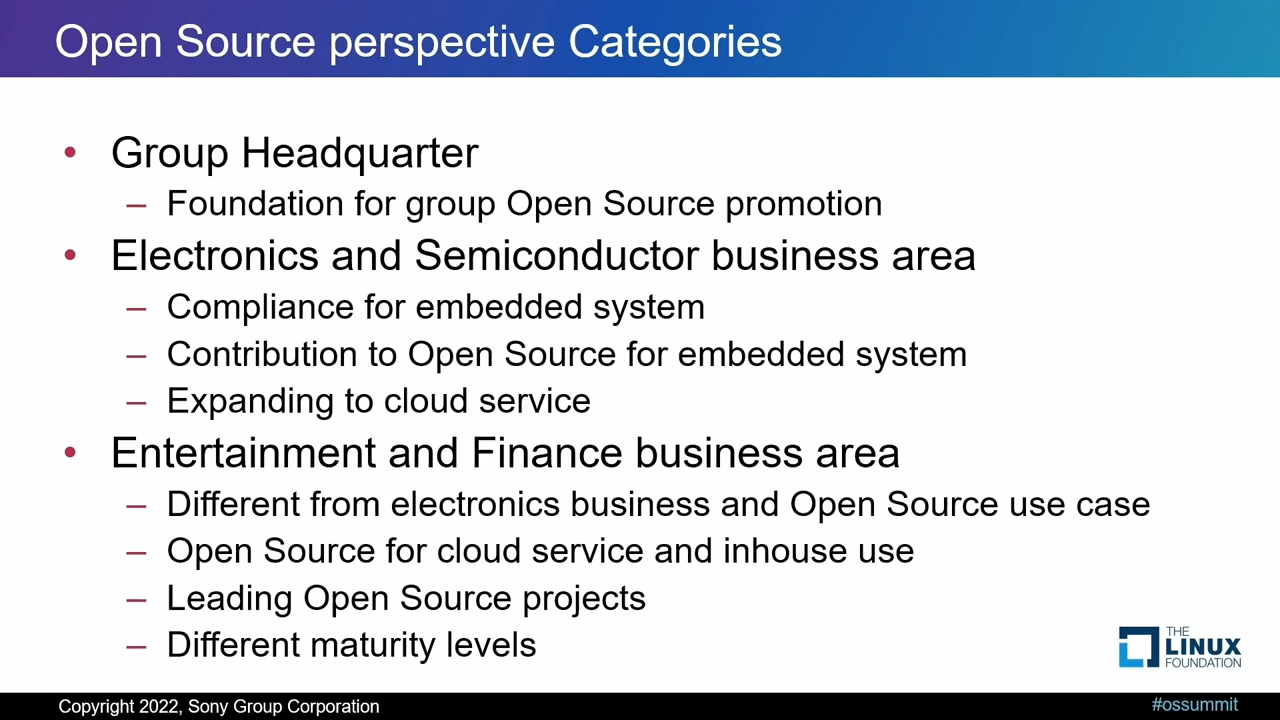 Open Source perspective Categories
• Group Headquarter
– Foundation for group Open Source promotion
• Electronics and Semiconductor business area
– Compliance for embedded system
– Contribution to Open Source for embedded system
– Expanding to cloud service
• Entertainment and Finance business area
– Different from electronics business and Open Source use case
– Open Source for cloud service and inhouse use
– Leading Open Source projects
– Different maturity levels
THE
LINUX
FOUNDATION
Copyright 2022, Sony Group Corporation
#ossummit